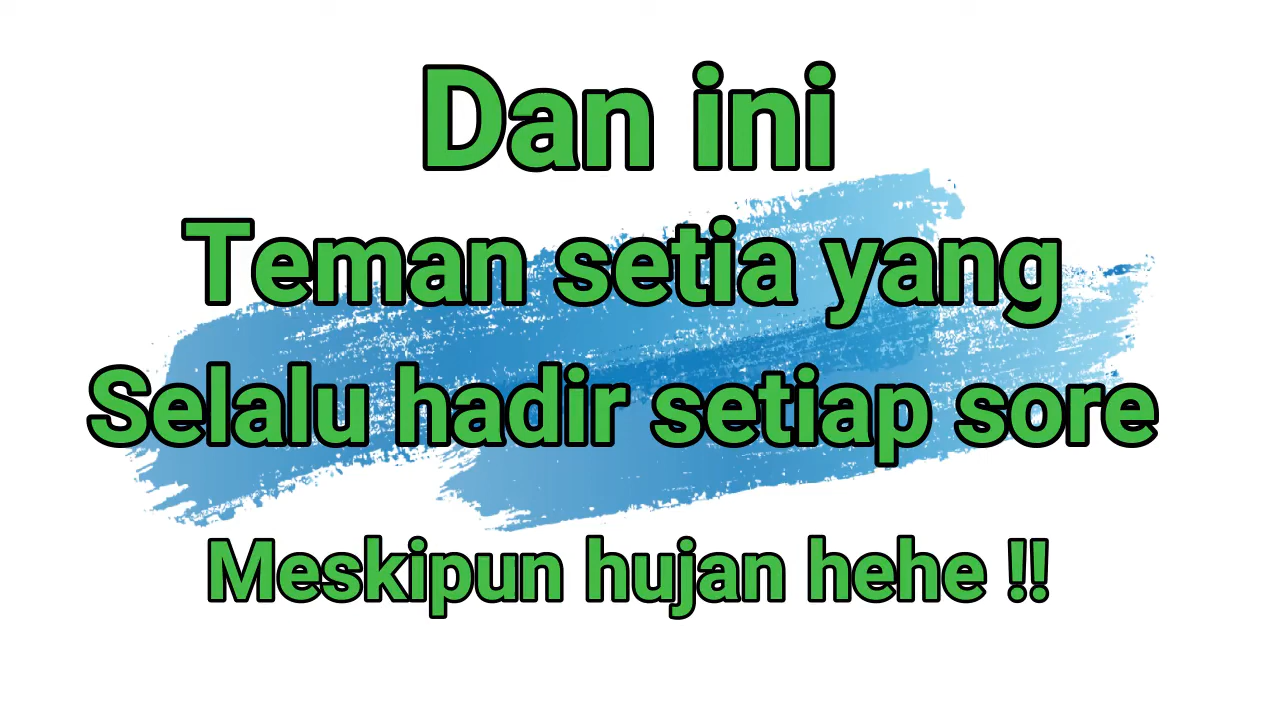 Dan ini
Teman setia yang
Selalu hadir setiap sore
Meskipun hujan hehe !!